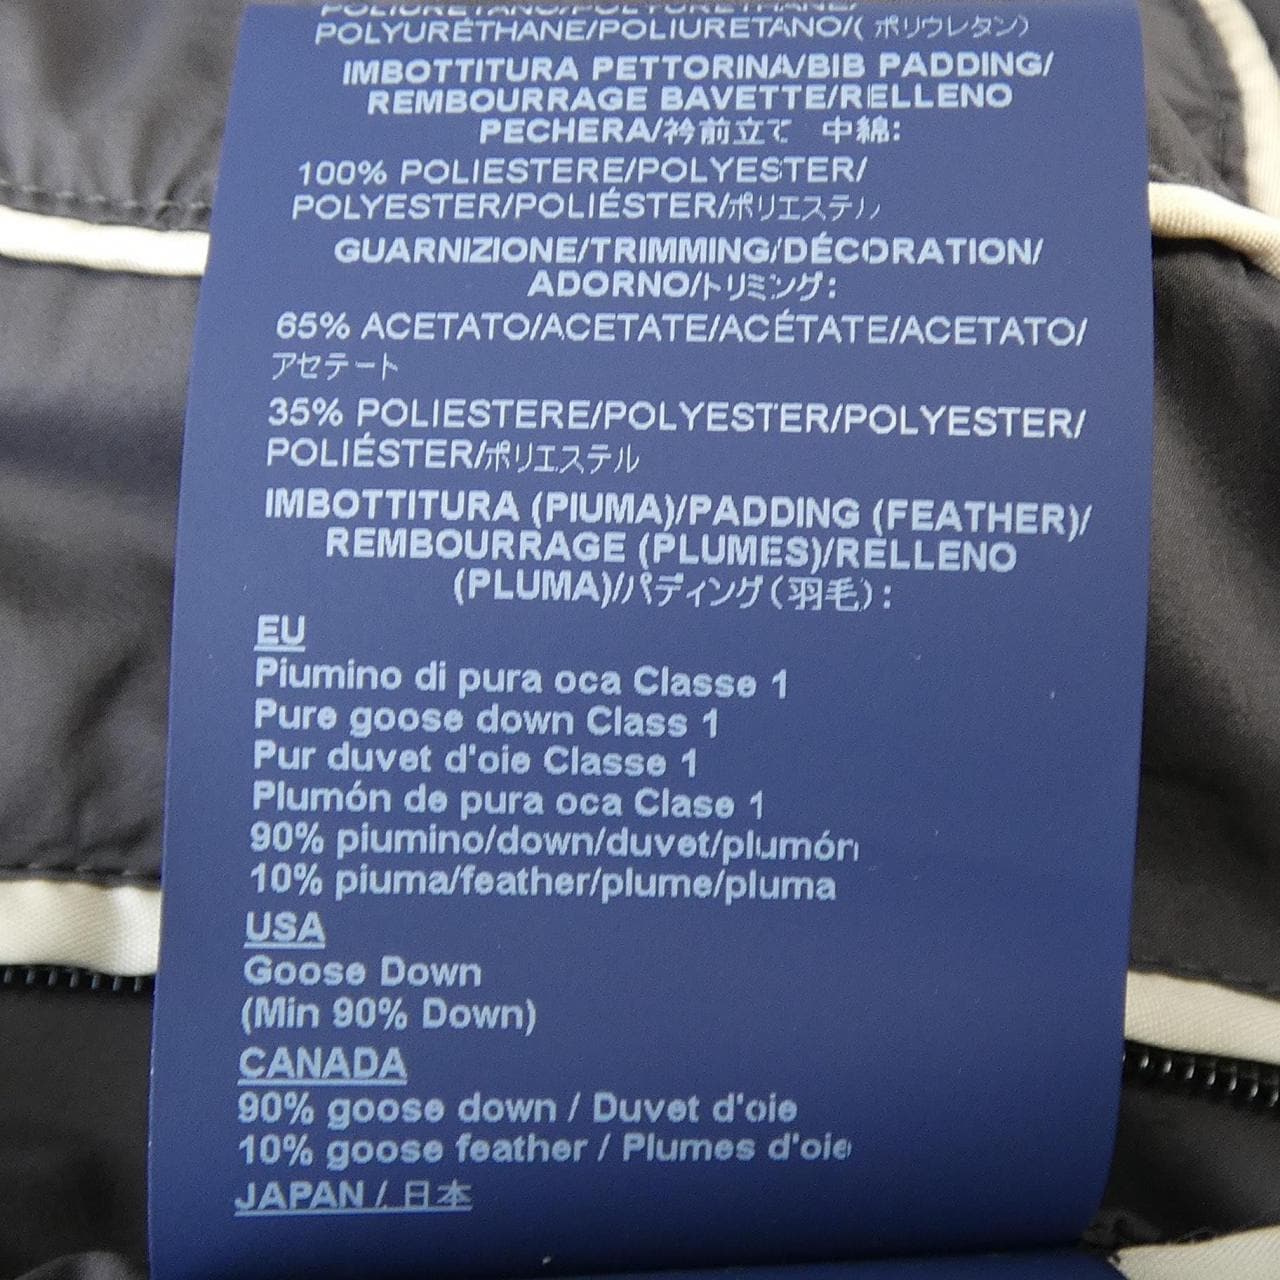 POLIURETANO/POLYURETHANE/
POLYURÉTHANE/POLIURETANO/( ポリウレタン)
IMBOTTITURA PETTORINA/BIB PADDING/
REMBOURRAGE BAVETTE/RELLENO
PECHERA/衿前立て 中綿:
100% POLIESTERE/POLYESTER/
POLYESTER/POLIÉSTER/ポリエステル
GUARNIZIONE/TRIMMING/DÉCORATION/
ADORNO/トリミング:
65% ACETATO/ACETATE/ACÉTATE/ACETATO/
アセテート
35% POLIESTERE/POLYESTER/POLYESTER/
POLIÉSTER/ポリエステル
IMBOTTITURA (PIUMA)/PADDING (FEATHER)/
REMBOURRAGE (PLUMES)/RELLENO
(PLUMA)/パディング(羽毛):
EU
Piumino di pura oca Classe 1
Pure goose down Class 1
Pur duvet d'oie Classe 1
Plumón de pura oca Clase 1
90% piumino/down/duvet/plumón
10% piuma/feather/plume/pluma
USA
Goose Down
(Min 90% Down)
CANADA
90% goose down / Duvet d'oie
10% goose feather / Plumes d'oie
JAPAN / 日本